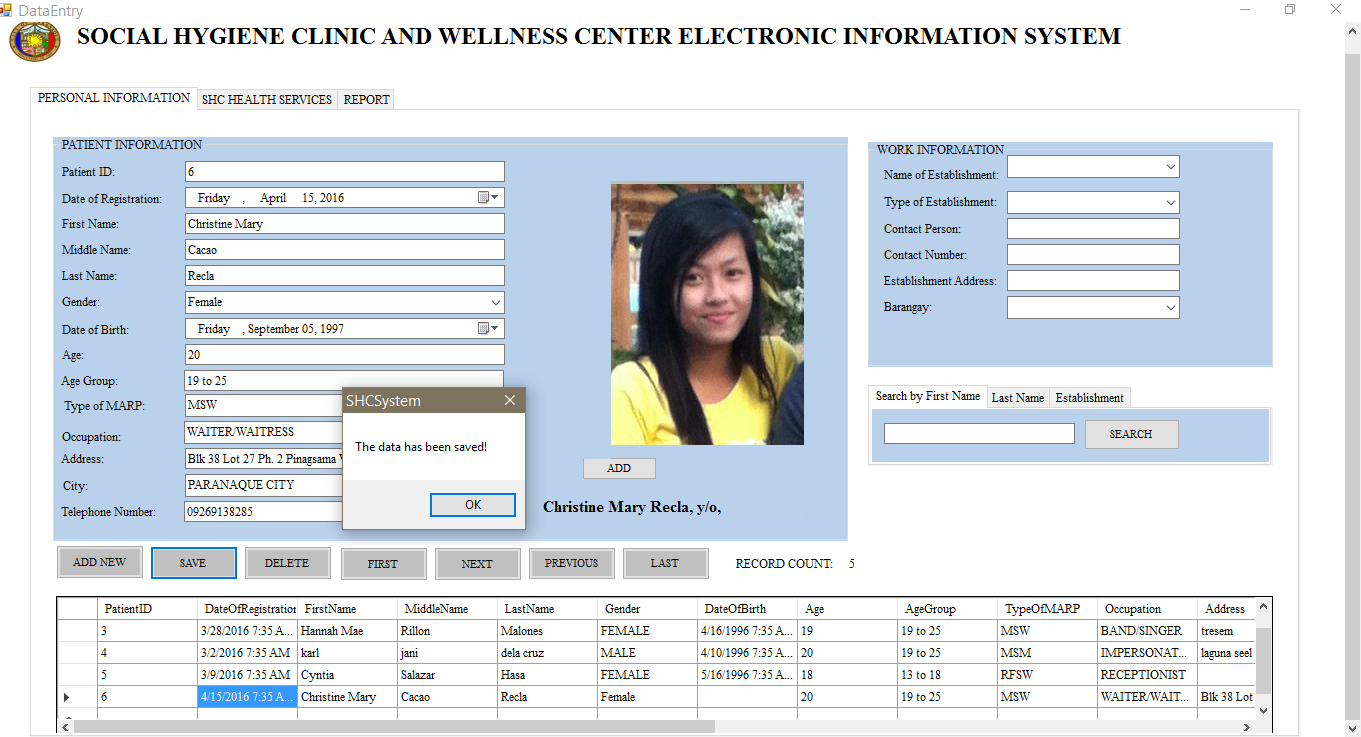 DataEntry
SOCIAL HYGIENE CLINIC AND WELLNESS CENTER ELECTRONIC INFORMATION SYSTEM
PERSONAL INFORMATION SHC HEALTH SERVICES REPORT
PATIENT INFORMATION
Patient ID: 6
Date of Registration: Friday , April 15, 2016
First Name: Christine Mary
Middle Name: Cacao
Last Name: Recla
Gender: Female
Date of Birth: Friday , September 05, 1997
Age: 20
Age Group: 19 to 25
Type of MARP: MSW
Occupation: WAITER/WAITRESS
Address: Blk 38 Lot 27 Ph. 2 Pinagsama
City: PARANAQUE CITY
Telephone Number: 09269138285
ADD
Christine Mary Recla, y/o,
SHCSystem
The data has been saved!
OK
WORK INFORMATION
Name of Establishment:
Type of Establishment:
Contact Person:
Contact Number:
Establishment Address:
Barangay:
Search by First Name Last Name Establishment
SEARCH
ADD NEW SAVE DELETE FIRST NEXT PREVIOUS LAST RECORD COUNT: 5
PatientID DateOfRegistration FirstName MiddleName LastName Gender DateOfBirth Age AgeGroup TypeOfMARP Occupation Address
3 3/28/2016 7:35 A... Hannah Mae Rillon Malones FEMALE 4/16/1996 7:35 A... 19 19 to 25 MSW BAND/SINGER tresem
4 3/2/2016 7:35 AM karl jani dela cruz MALE 4/10/1996 7:35 A... 20 19 to 25 MSM IMPERSONAT... laguna seel
5 3/9/2016 7:35 AM Cyntia Salazar Hasa FEMALE 5/16/1996 7:35 A... 18 13 to 18 RFSW RECEPTIONIST
6 4/15/2016 7:35 A... Christine Mary Cacao Recla Female 20 19 to 25 MSW WAITER/WAIT... Blk 38 Lot